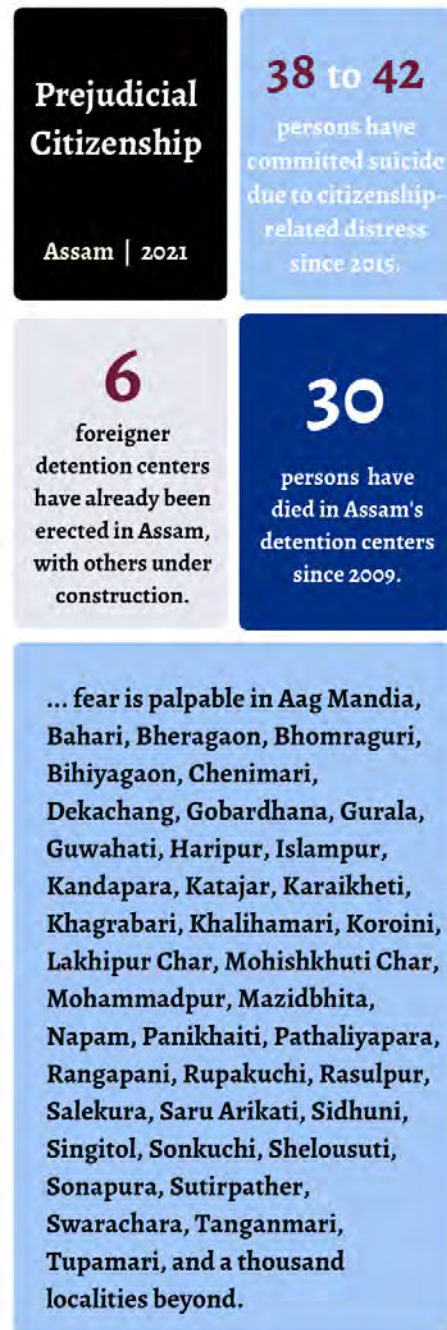 Prejudicial
Citizenship
Assam | 2021
38 to 42
persons have
committed suicide
due to citizenship-
related distress
since 2015.
6
foreigner
detention centers
have already been
erected in Assam,
with others under
construction.
30
persons have
died in Assam's
detention centers
since 2009.
... fear is palpable in Aag Mandia,
Bahari, Bheragaon, Bhomraguri,
Bihiyagaon, Chenimari,
Dekachang, Gobardhana, Gurala,
Guwahati, Haripur, Islampur,
Kandapara, Katajar, Karaikheti,
Khagrabari, Khalihamari, Koroini,
Lakhipur Char, Mohishkhuti Char,
Mohammadpur, Mazidbhita,
Napam, Panikhaiti, Pathaliyapara,
Rangapani, Rupakuchi, Rasulpur,
Salekura, Saru Arikati, Sidhuni,
Singitol, Sonkuchi, Shelousuti,
Sonapura, Sutirpather,
Swarachara, Tanganmari,
Tupamari, and a thousand
localities beyond.